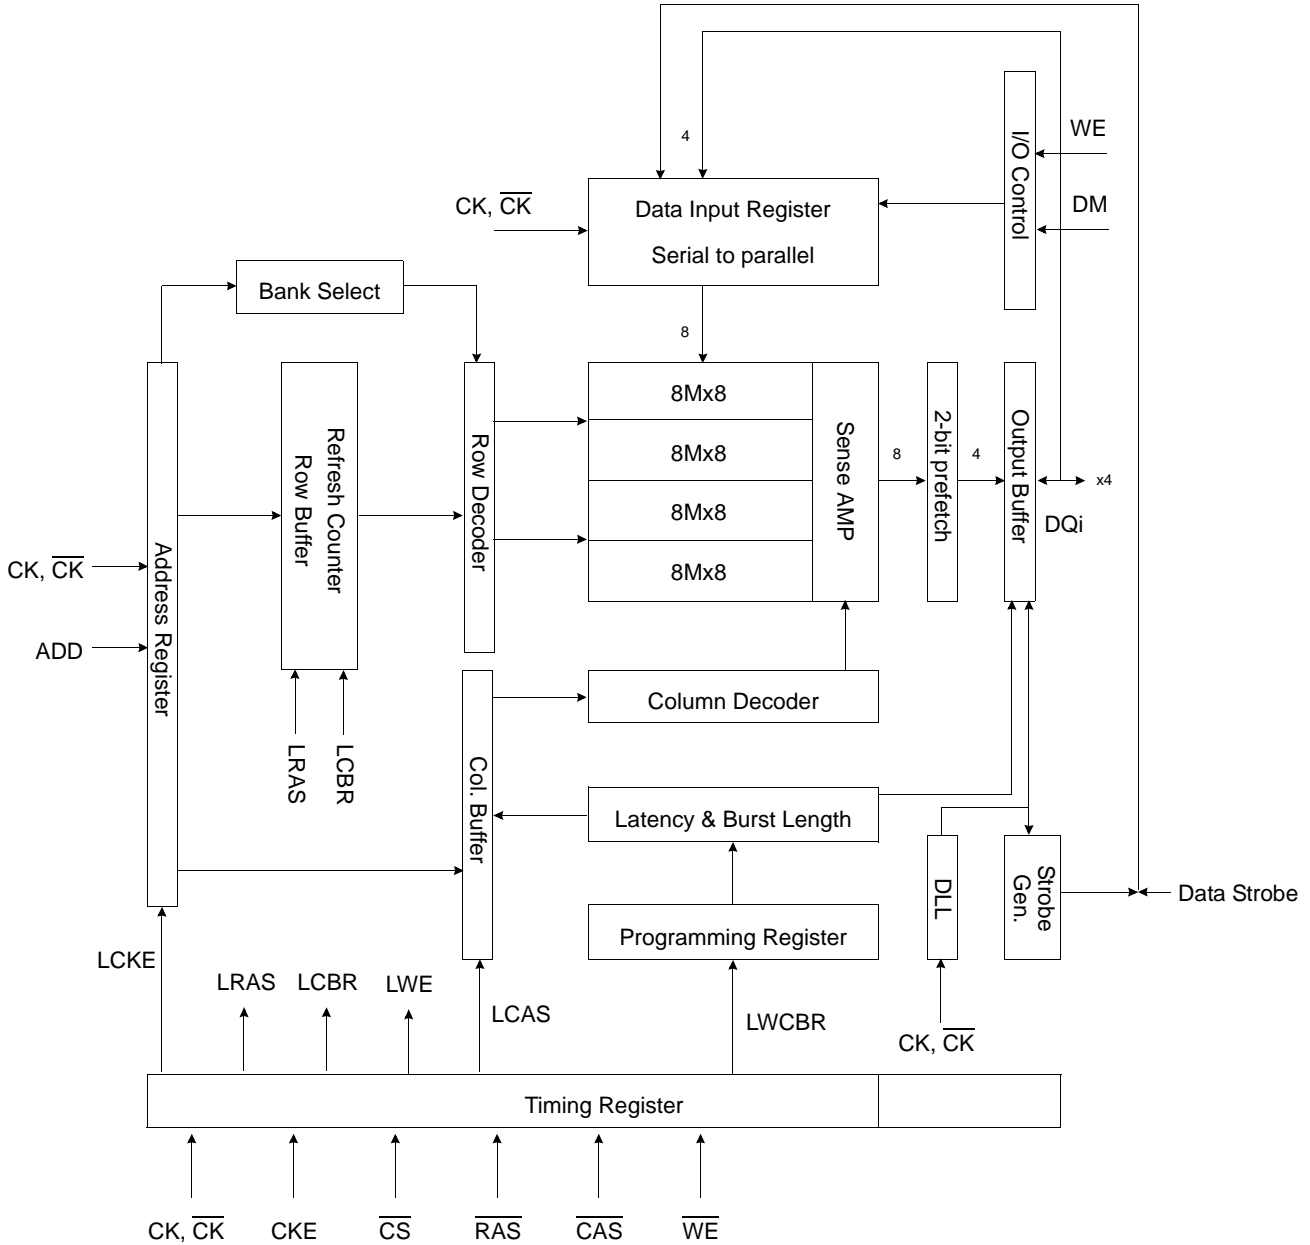 4
WE
I/O Control
CK, CK
Data Input Register
DM
Serial to parallel
Bank Select
8
8Mx8
8Mx8
8Mx8
8Mx8
Sense AMP
8
2-bit prefetch
4
Output Buffer
x4
DQi
Refresh Counter
Row Buffer
Row Decoder
CK, CK
Address Register
ADD
Column Decoder
LRAS
LCBR
Col. Buffer
Latency & Burst Length
DLL
Strobe
Gen.
Data Strobe
Programming Register
LCKE
LRAS
LCBR
LWE
LCAS
LWCBR
CK, CK
Timing Register
CK, CK
CKE
CS
RAS
CAS
WE